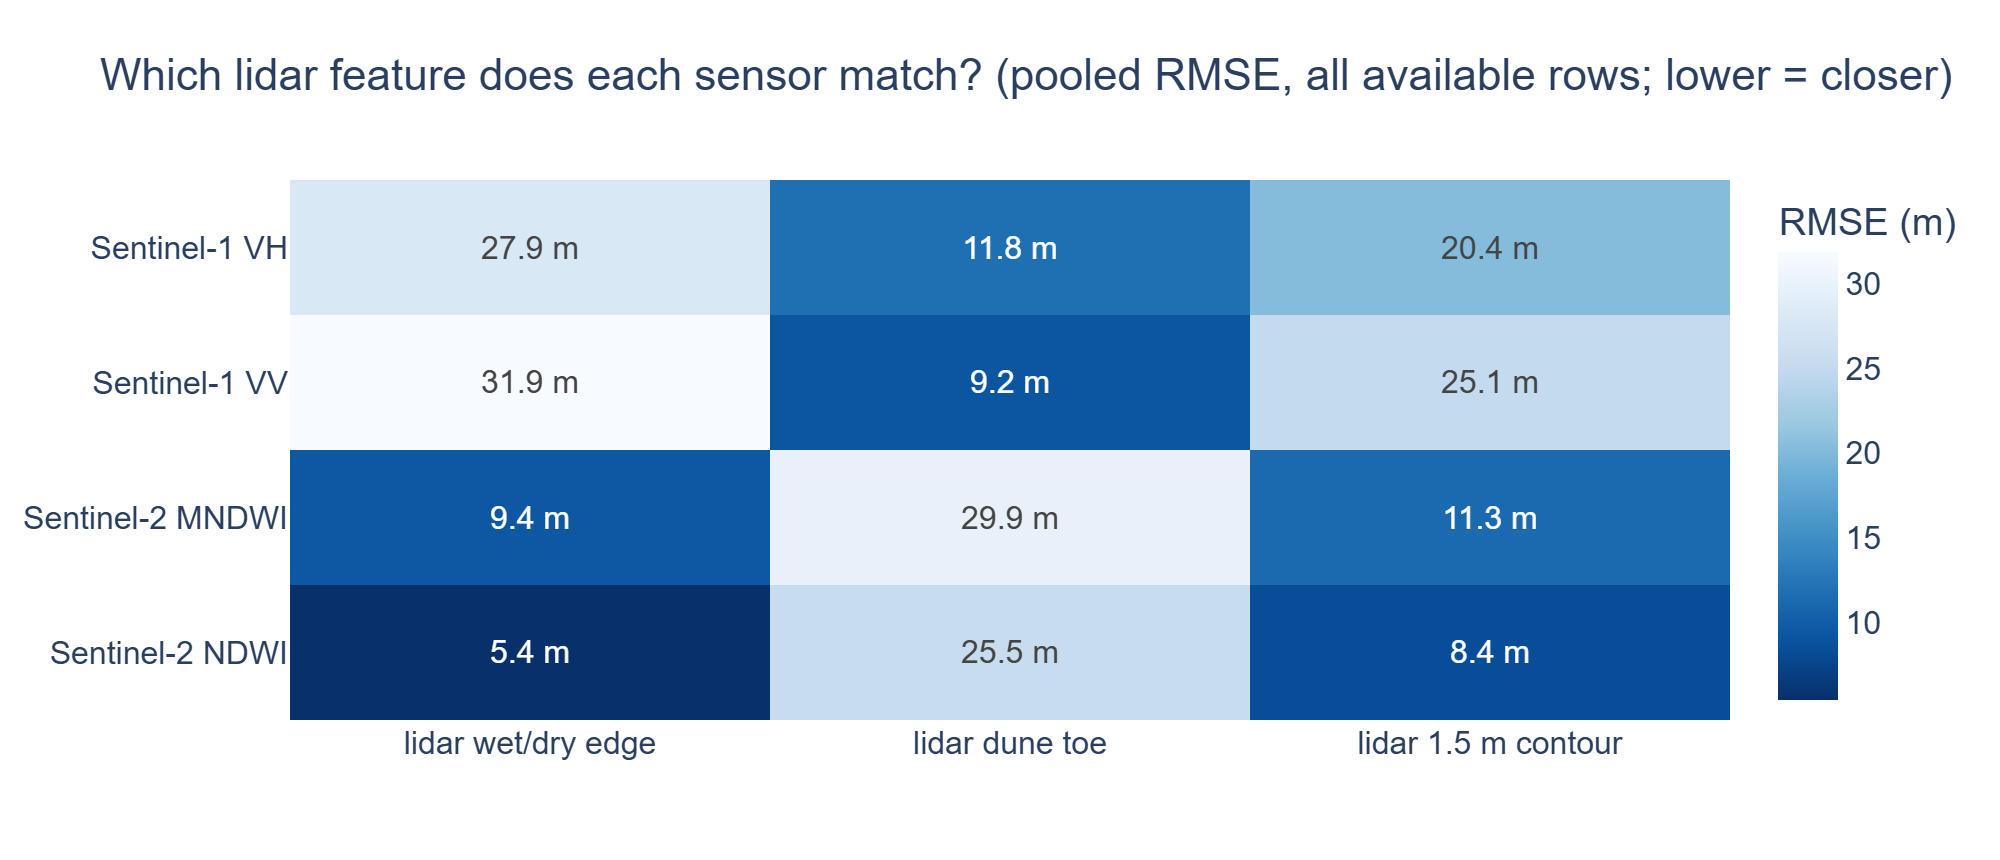 Which lidar feature does each sensor match? (pooled RMSE, all available rows; lower = closer)
RMSE (m)
Sentinel-1 VH 27.9 m 11.8 m 20.4 m
Sentinel-1 VV 31.9 m 9.2 m 25.1 m
Sentinel-2 MNDWI 9.4 m 29.9 m 11.3 m
Sentinel-2 NDWI 5.4 m 25.5 m 8.4 m
lidar wet/dry edge lidar dune toe lidar 1.5 m contour
30
25
20
15
10